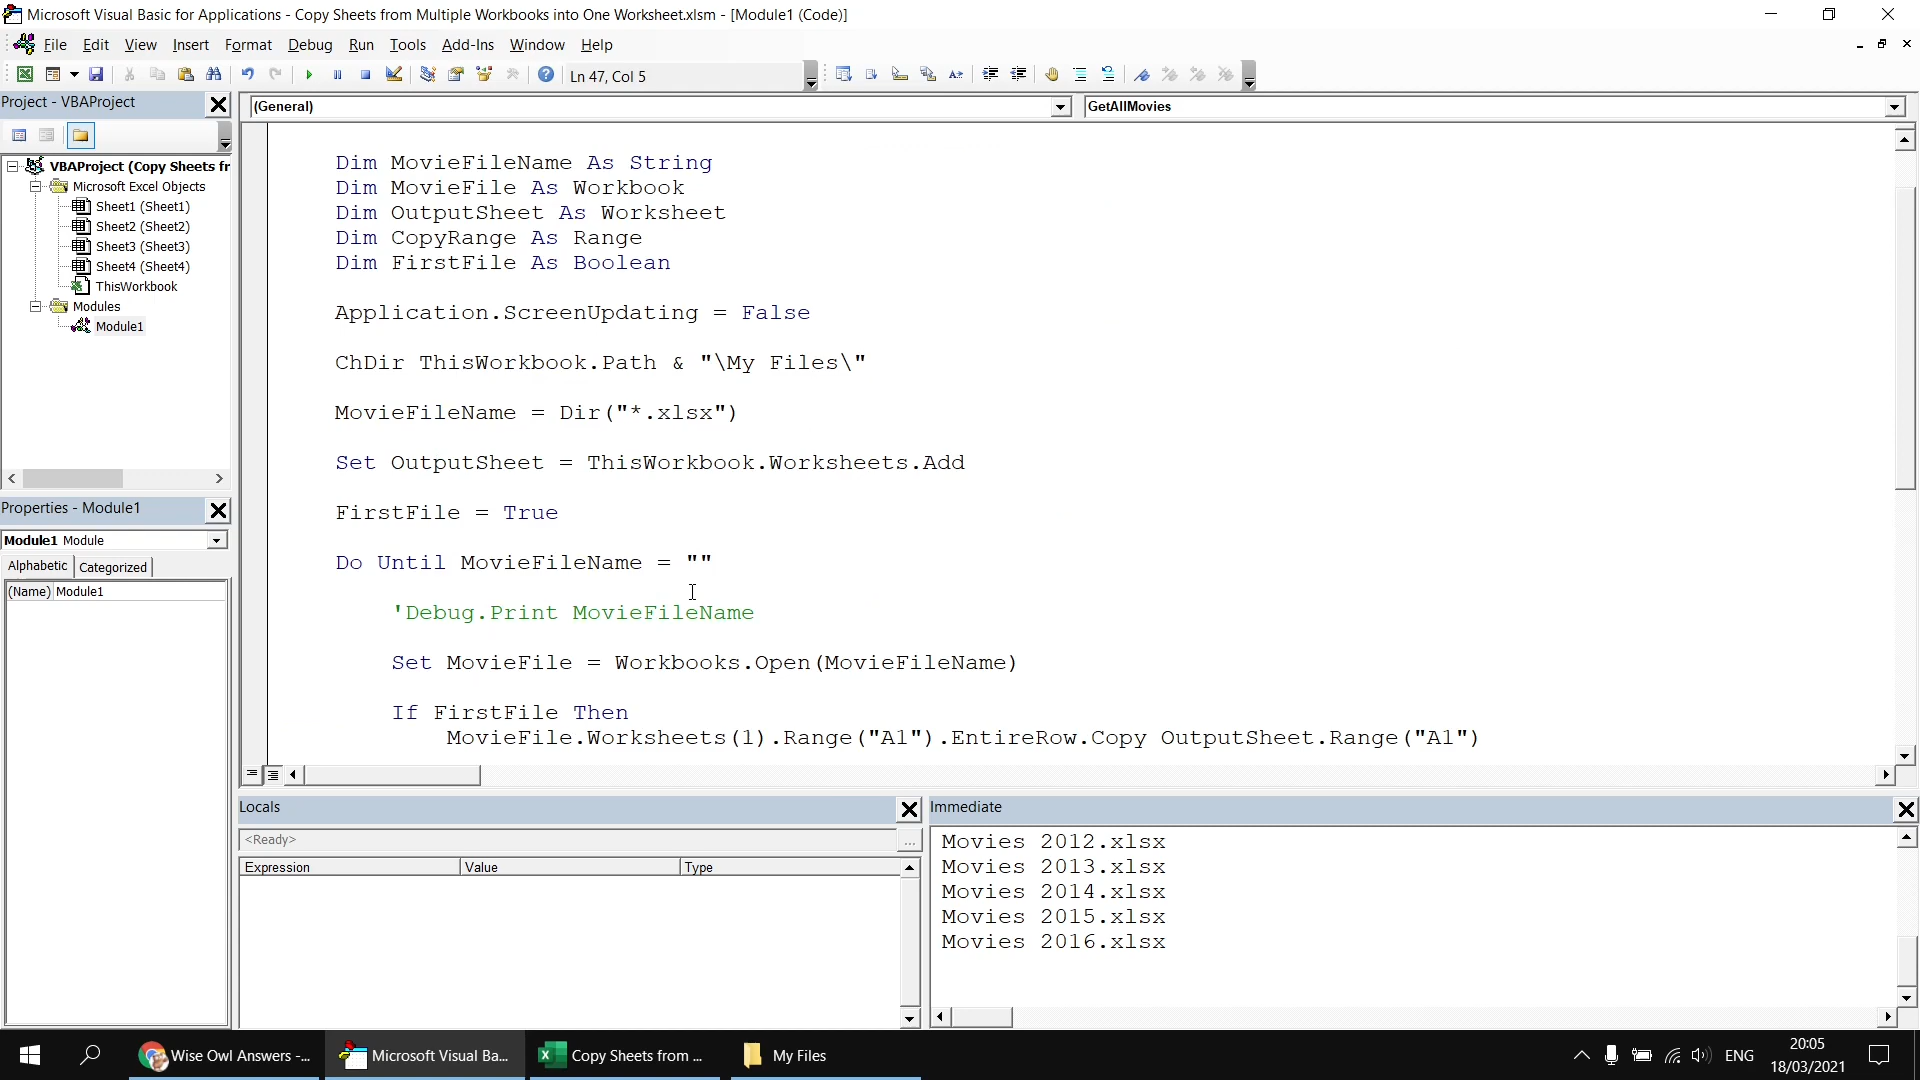 Microsoft Visual Basic for Applications - Copy Sheets from Multiple Workbooks into One Worksheet.xlsm - [Module1 (Code)]
File Edit View Insert Format Debug Run Tools Add-Ins Window Help
Ln 47, Col 5
Project - VBAProject
(General)
GetAllMovies
VBAProject (Copy Sheets fr
Microsoft Excel Objects
Sheet1 (Sheet1)
Sheet2 (Sheet2)
Sheet3 (Sheet3)
Sheet4 (Sheet4)
ThisWorkbook
Modules
Module1
Properties - Module1
Module1 Module
Alphabetic Categorized
(Name) Module1
Dim MovieFileName As String
Dim MovieFile As Workbook
Dim OutputSheet As Worksheet
Dim CopyRange As Range
Dim FirstFile As Boolean
Application.ScreenUpdating = False
ChDir ThisWorkbook.Path & "\My Files\"
MovieFileName = Dir("*.xlsx")
Set OutputSheet = ThisWorkbook.Worksheets.Add
FirstFile = True
Do Until MovieFileName = ""
'Debug.Print MovieFileName
Set MovieFile = Workbooks.Open(MovieFileName)
If FirstFile Then
MovieFile.Worksheets(1).Range("A1").EntireRow.Copy OutputSheet.Range("A1")
Locals
<Ready>
...
Expression Value Type
Immediate
Movies 2012.xlsx
Movies 2013.xlsx
Movies 2014.xlsx
Movies 2015.xlsx
Movies 2016.xlsx
Wise Owl Answers -...
Microsoft Visual Ba...
Copy Sheets from ...
My Files
ENG
20:05
18/03/2021